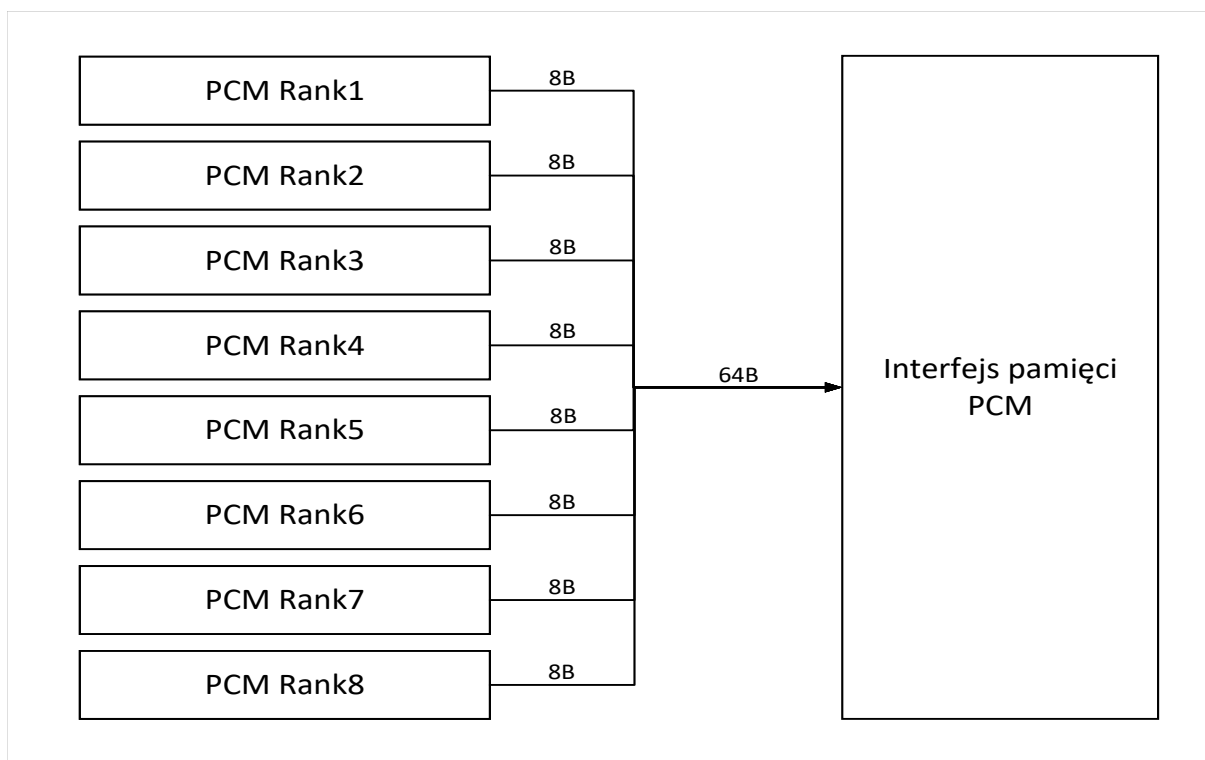 PCM Rank1
8B
PCM Rank2
8B
PCM Rank3
8B
PCM Rank4
8B
PCM Rank5
8B
PCM Rank6
8B
PCM Rank7
8B
PCM Rank8
8B
64B
Interfejs pamięci
PCM